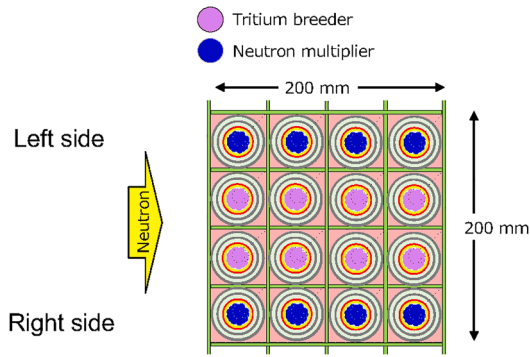 Tritium breeder
Neutron multiplier
200 mm
Left side
Neutron
200 mm
Right side